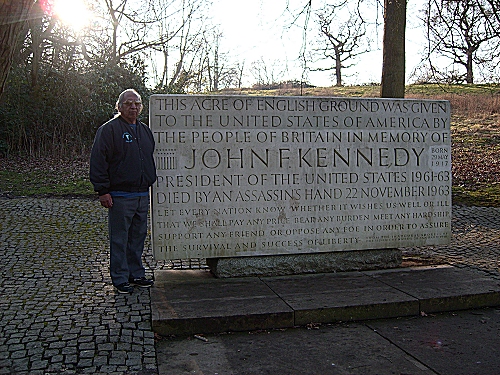 THIS ACRE OF ENGLISH GROUND WAS GIVEN
TO THE UNITED STATES OF AMERICA BY
THE PEOPLE OF BRITAIN IN MEMORY OF
JOHN F. KENNEDY
BORN
29 MAY
1917
PRESIDENT OF THE UNITED STATES 1961-63
DIED BY AN ASSASSIN'S HAND 22 NOVEMBER 1963
LET EVERY NATION KNOW WHETHER IT WISHES US WELL OR ILL
THAT WE SHALL PAY ANY PRICE BEAR ANY BURDEN MEET ANY HARDSHIP
SUPPORT ANY FRIEND OR OPPOSE ANY FOE IN ORDER TO ASSURE
THE SURVIVAL AND SUCCESS OF LIBERTY